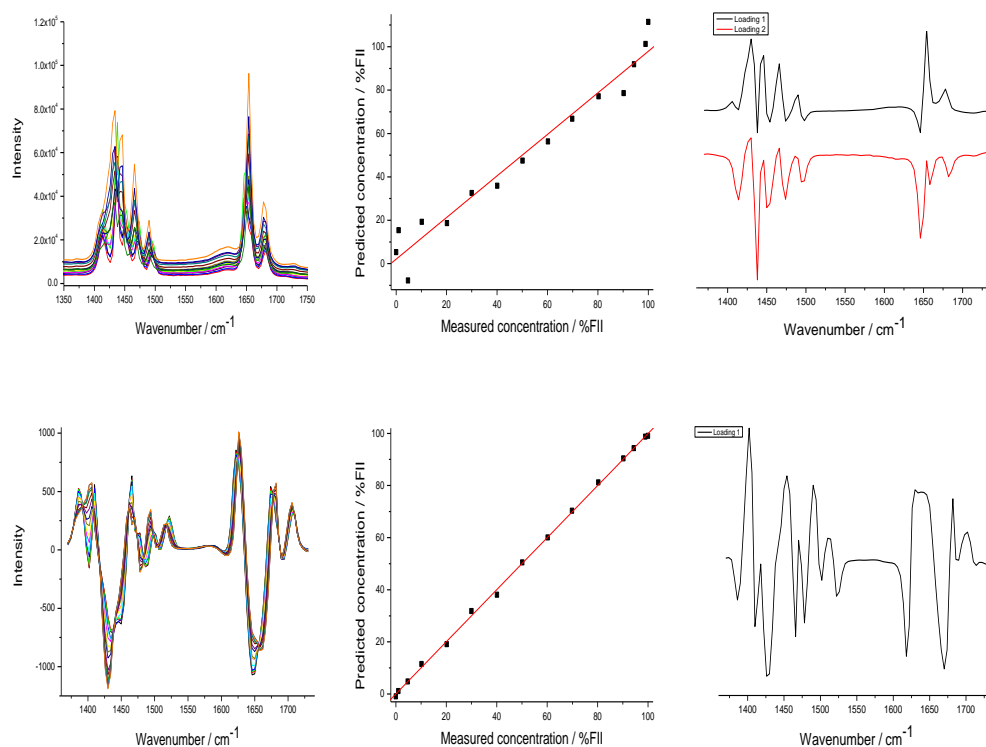 1.2x10⁵
1.0x10⁵
8.0x10⁴
6.0x10⁴
4.0x10⁴
2.0x10⁴
0.0
Intensity
1350 1400 1450 1500 1550 1600 1650 1700 1750
Wavenumber / cm⁻¹
100
80
60
40
20
0
Predicted concentration / %FII
0 20 40 60 80 100
Measured concentration / %FII
Loading 1
Loading 2
1400 1450 1500 1550 1600 1650 1700
Wavenumber / cm⁻¹
1000
500
0
-500
-1000
Intensity
1400 1450 1500 1550 1600 1650 1700
Wavenumber / cm⁻¹
100
80
60
40
20
0
Predicted concentration / %FII
0 20 40 60 80 100
Measured concentration / %FII
Loading 1
1400 1450 1500 1550 1600 1650 1700
Wavenumber / cm⁻¹